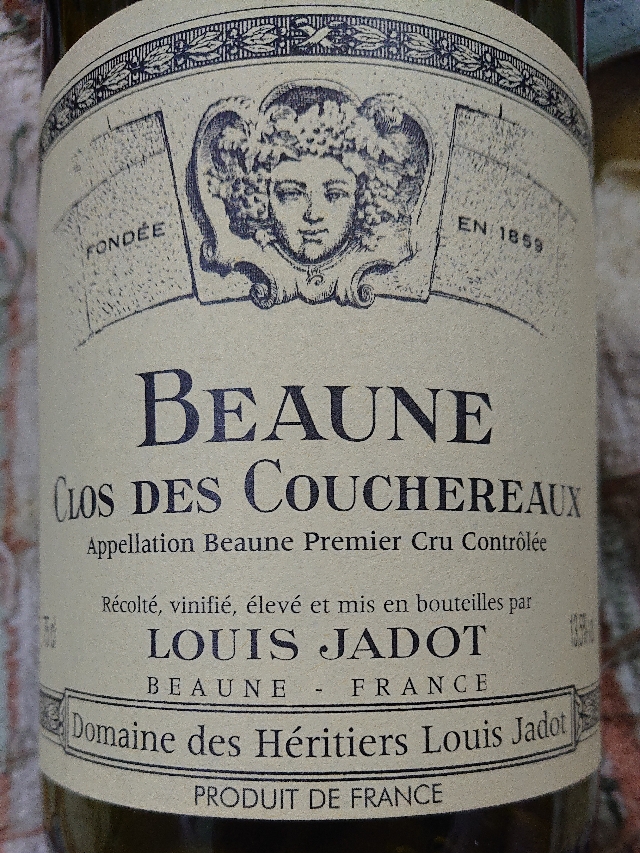 FONDÉE
EN 1859
BEAUNE
CLOS DES COUCHEREAUX
Appellation Beaune Premier Cru Contrôlée
Récolté, vinifié, élevé et mis en bouteilles par
LOUIS JADOT
BEAUNE - FRANCE
Domaine des Héritiers Louis Jadot
PRODUIT DE FRANCE